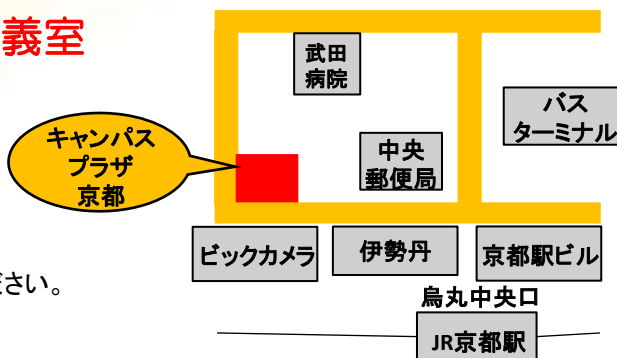 義室
武田
病院
バス
ターミナル
キャンパス
プラザ
京都
中央
郵便局
ビックカメラ
伊勢丹
京都駅ビル
ださい。
烏丸中央口
JR京都駅